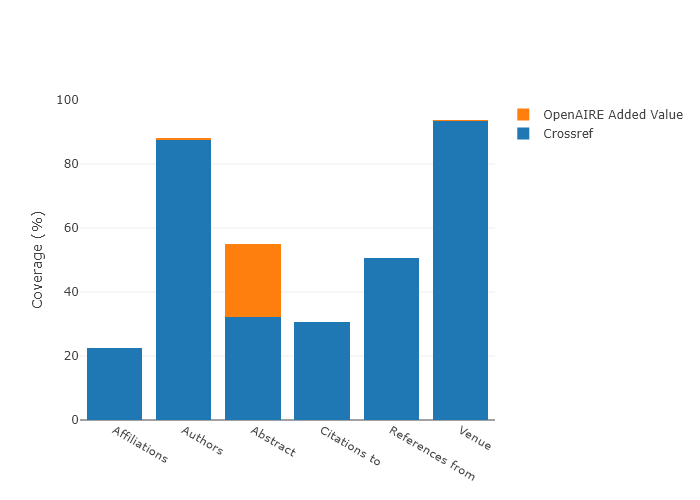 100
80
60
40
20
0
Coverage (%)
Affiliations
Authors
Abstract
Citations to
References from
Venue
OpenAIRE Added Value
Crossref